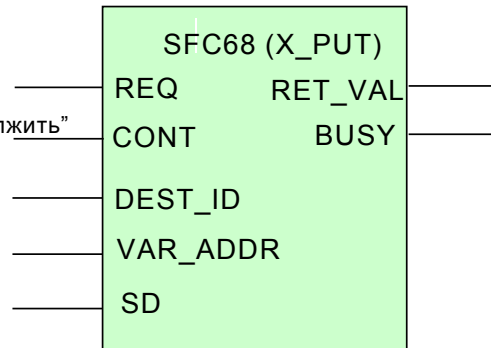 SFC68 (X_PUT)
REQ RET_VAL
CONT BUSY
DEST_ID
VAR_ADDR
SD